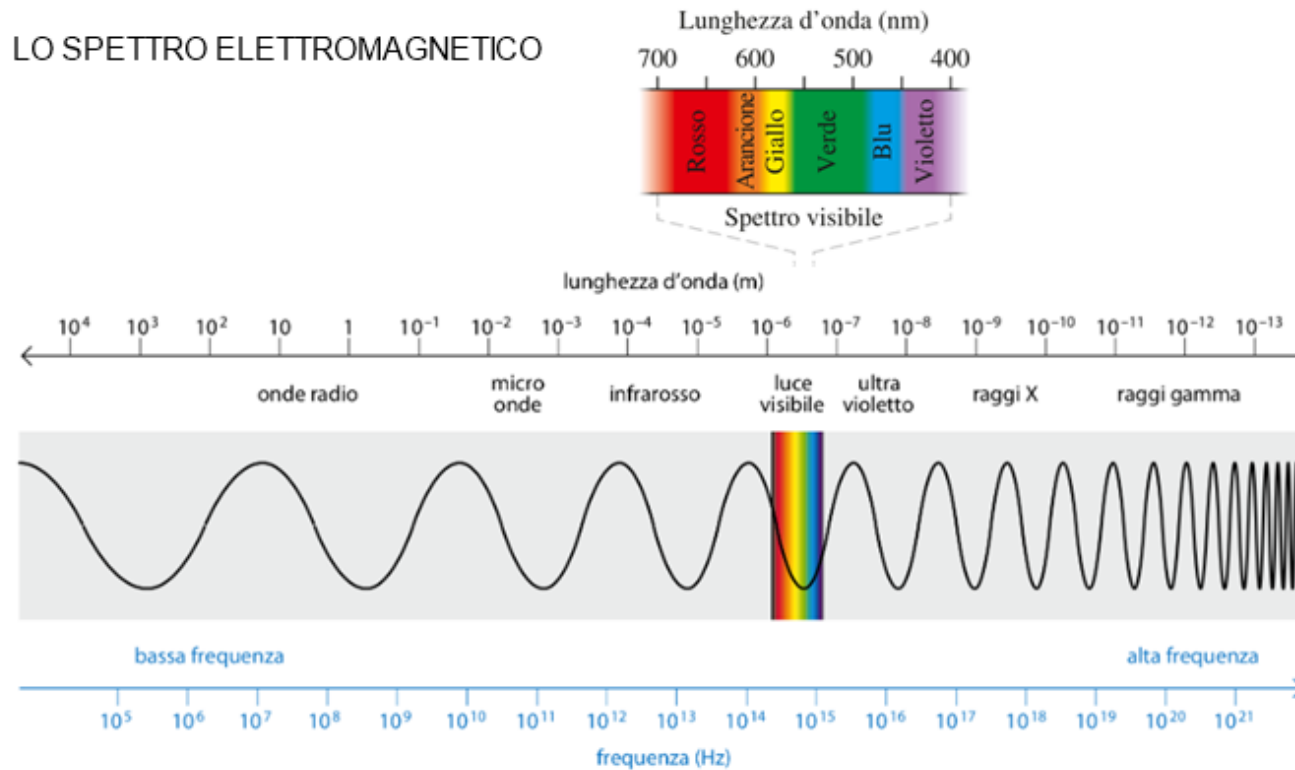 LO SPETTRO ELETTROMAGNETICO
Lunghezza d'onda (nm)
700 600 500 400
Rosso Arancione Giallo Verde Blu Violetto
Spettro visibile
lunghezza d'onda (m)
10⁴ 10³ 10² 10 1 10⁻¹ 10⁻² 10⁻³ 10⁻⁴ 10⁻⁵ 10⁻⁶ 10⁻⁷ 10⁻⁸ 10⁻⁹ 10⁻¹⁰ 10⁻¹¹ 10⁻¹² 10⁻¹³
onde radio
micro
onde
infrarosso
luce
visibile
ultra
violetto
raggi X
raggi gamma
bassa frequenza
alta frequenza
10⁵ 10⁶ 10⁷ 10⁸ 10⁹ 10¹⁰ 10¹¹ 10¹² 10¹³ 10¹⁴ 10¹⁵ 10¹⁶ 10¹⁷ 10¹⁸ 10¹⁹ 10²⁰ 10²¹
frequenza (Hz)